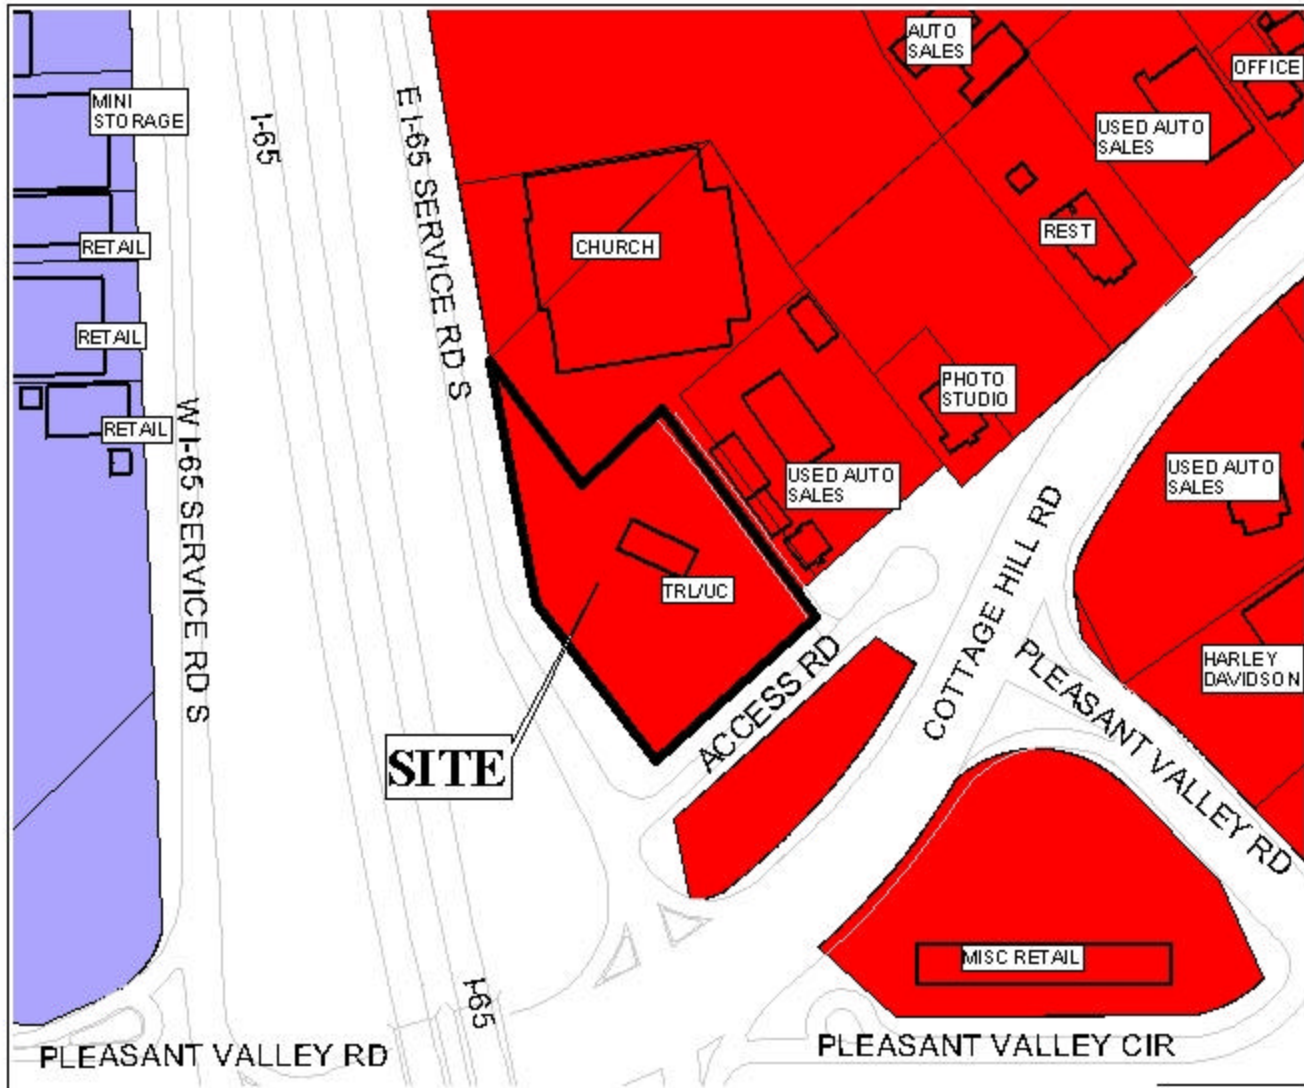 AUTO
SALES
OFFICE
MINI
STORAGE
I-65
E I-65 SERVICE RD S
USED AUTO
SALES
RETAIL
CHURCH
REST
RETAIL
PHOTO
STUDIO
RETAIL
W I-65 SERVICE RD S
USED AUTO
SALES
USED AUTO
SALES
TRL/UC
COTTAGE HILL RD
ACCESS RD
PLEASANT VALLEY RD
HARLEY
DAVIDSON
SITE
MISC RETAIL
I-65
PLEASANT VALLEY RD
PLEASANT VALLEY CIR